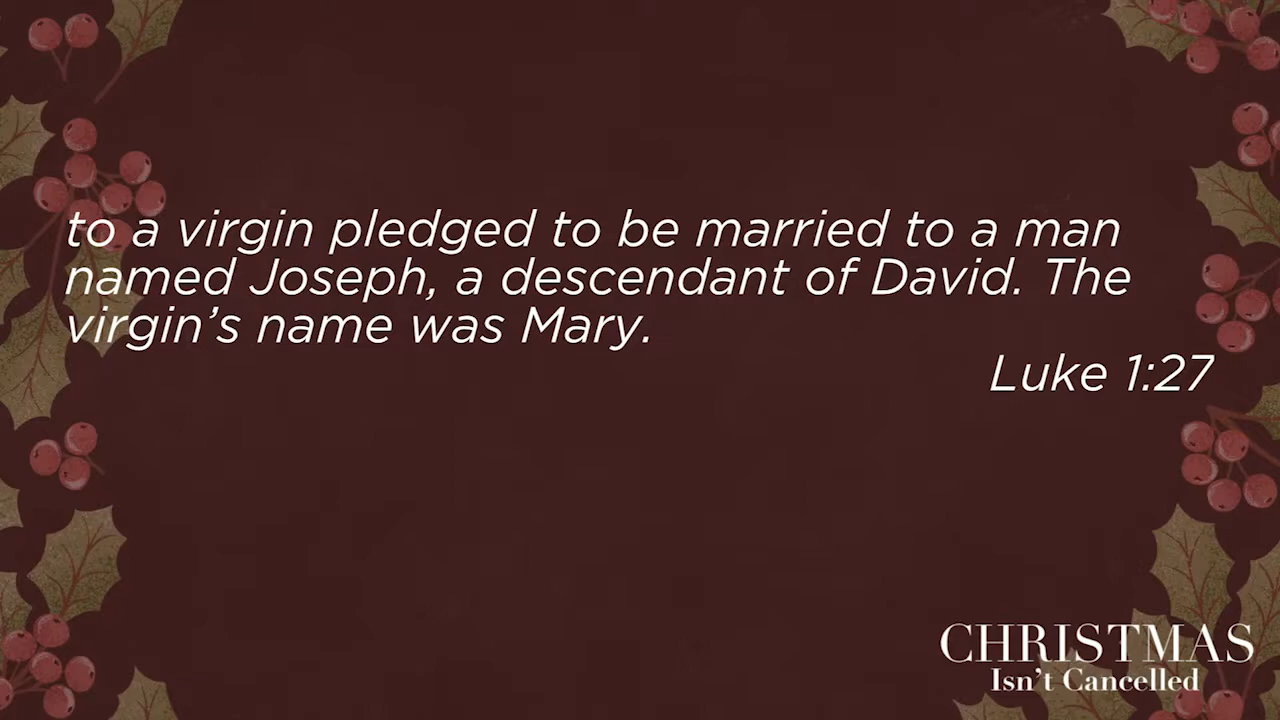 to a virgin pledged to be married to a man
named Joseph, a descendant of David. The
virgin’s name was Mary.
Luke 1:27
CHRISTMAS
Isn’t Cancelled